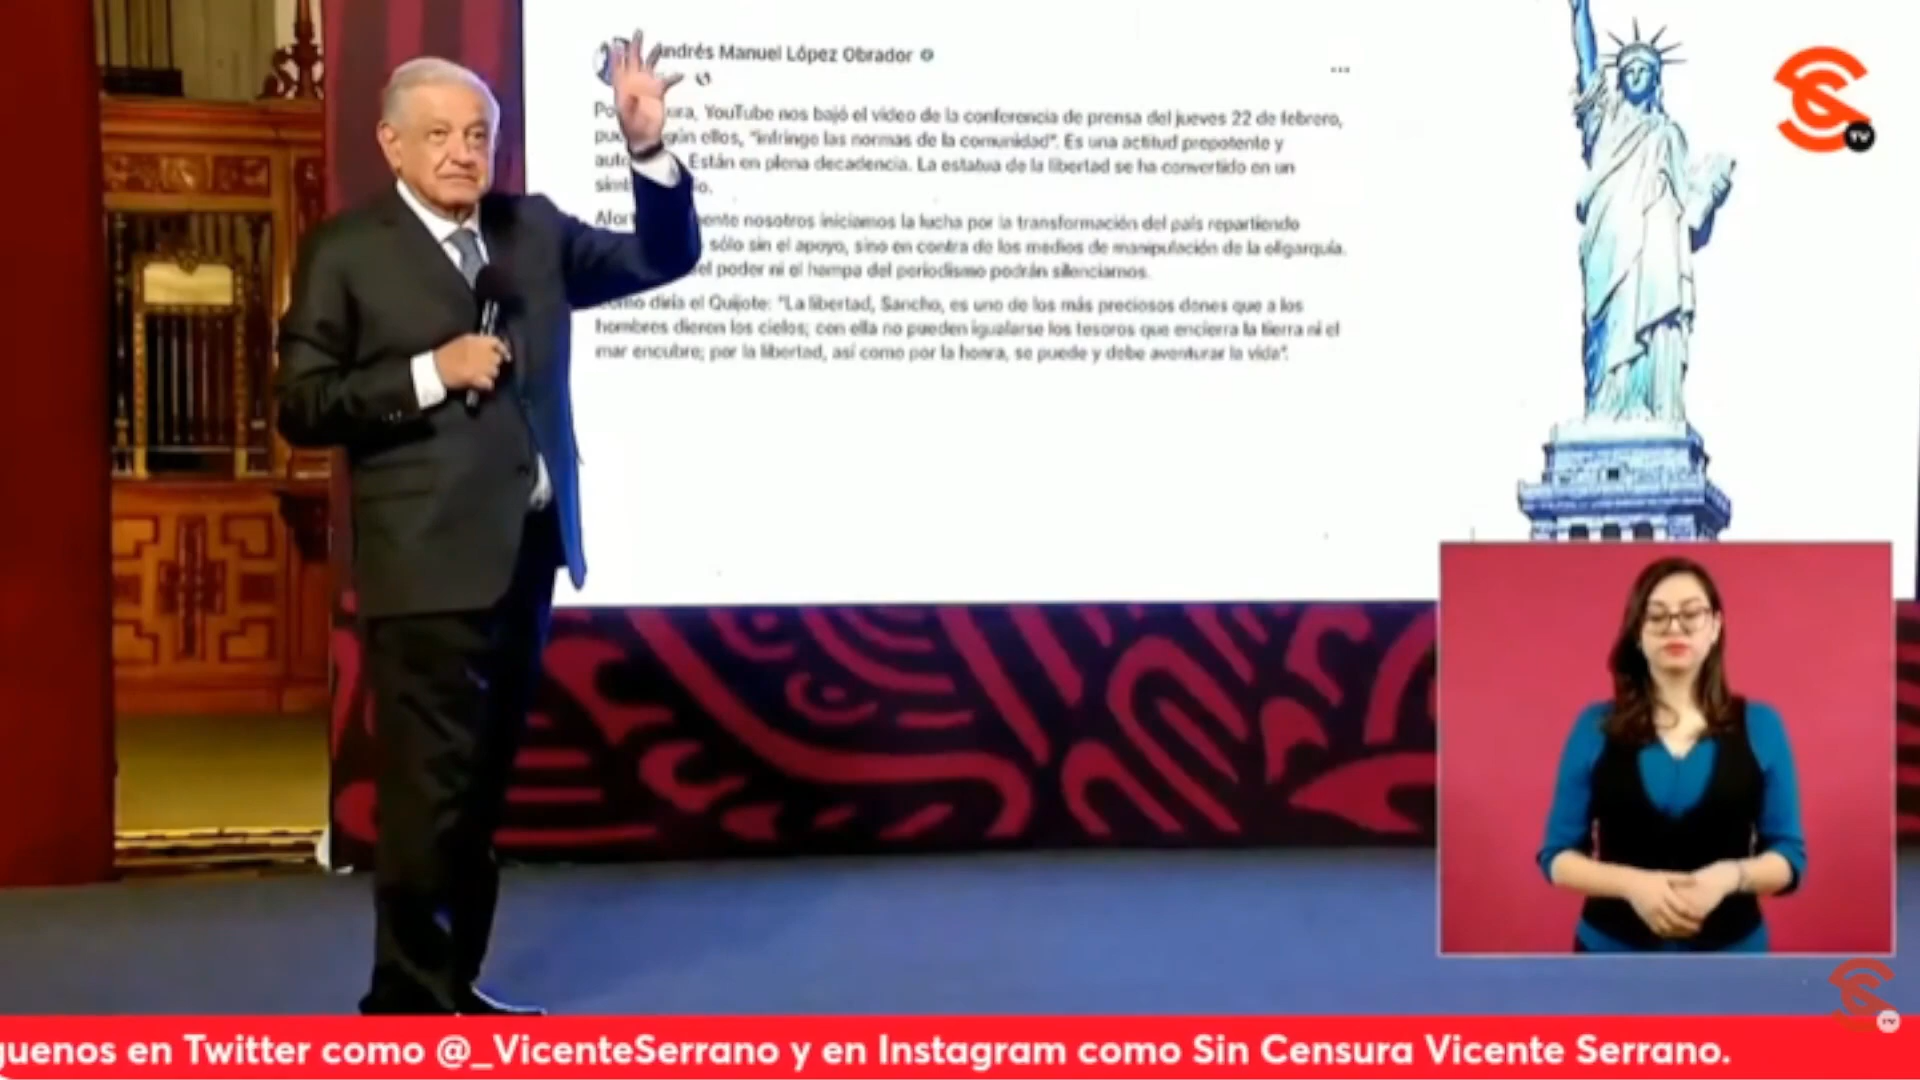 Andrés Manuel López Obrador
...
ura, YouTube nos bajó el video de la conferencia de prensa del jueves 22 de febrero,
según ellos, "infringe las normas de la comunidad". Es una actitud prepotente y
Están en plena decadencia. La estatua de la libertad se ha convertido en un
nosotros iniciamos la lucha por la transformación del país repartiendo
sólo sin el apoyo, sino en contra de los medios de manipulación de la oligarquía.
el poder ni el hampa del periodismo podrán silenciarnos.
diría el Quijote: "La libertad, Sancho, es uno de los más preciosos dones que a los
hombres dieron los cielos; con ella no pueden igualarse los tesoros que encierra la tierra ni el
mar encubre; por la libertad, así como por la honra, se puede y debe aventurar la vida".
TV
TV
guenos en Twitter como @_VicenteSerrano y en Instagram como Sin Censura Vicente Serrano.